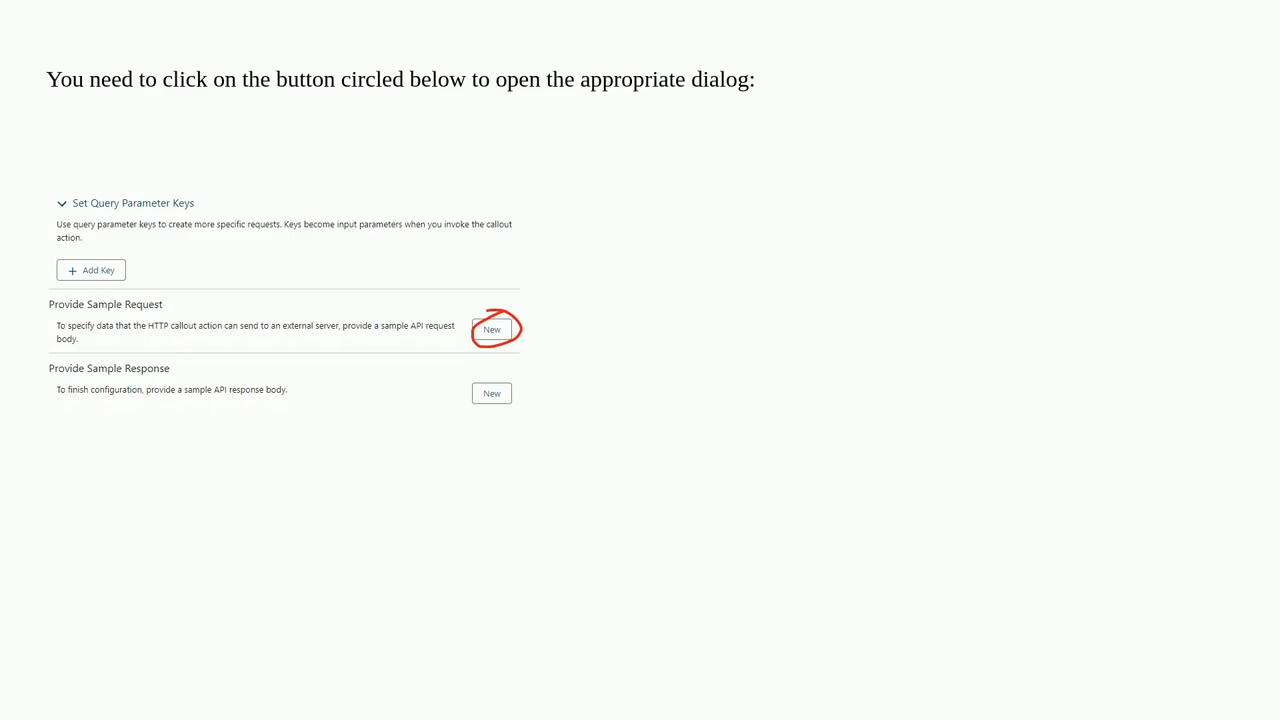 You need to click on the button circled below to open the appropriate dialog:
Set Query Parameter Keys
Use query parameter keys to create more specific requests. Keys become input parameters when you invoke the callout
action.
+ Add Key
Provide Sample Request
To specify data that the HTTP callout action can send to an external server, provide a sample API request
body.
New
Provide Sample Response
To finish configuration, provide a sample API response body.
New